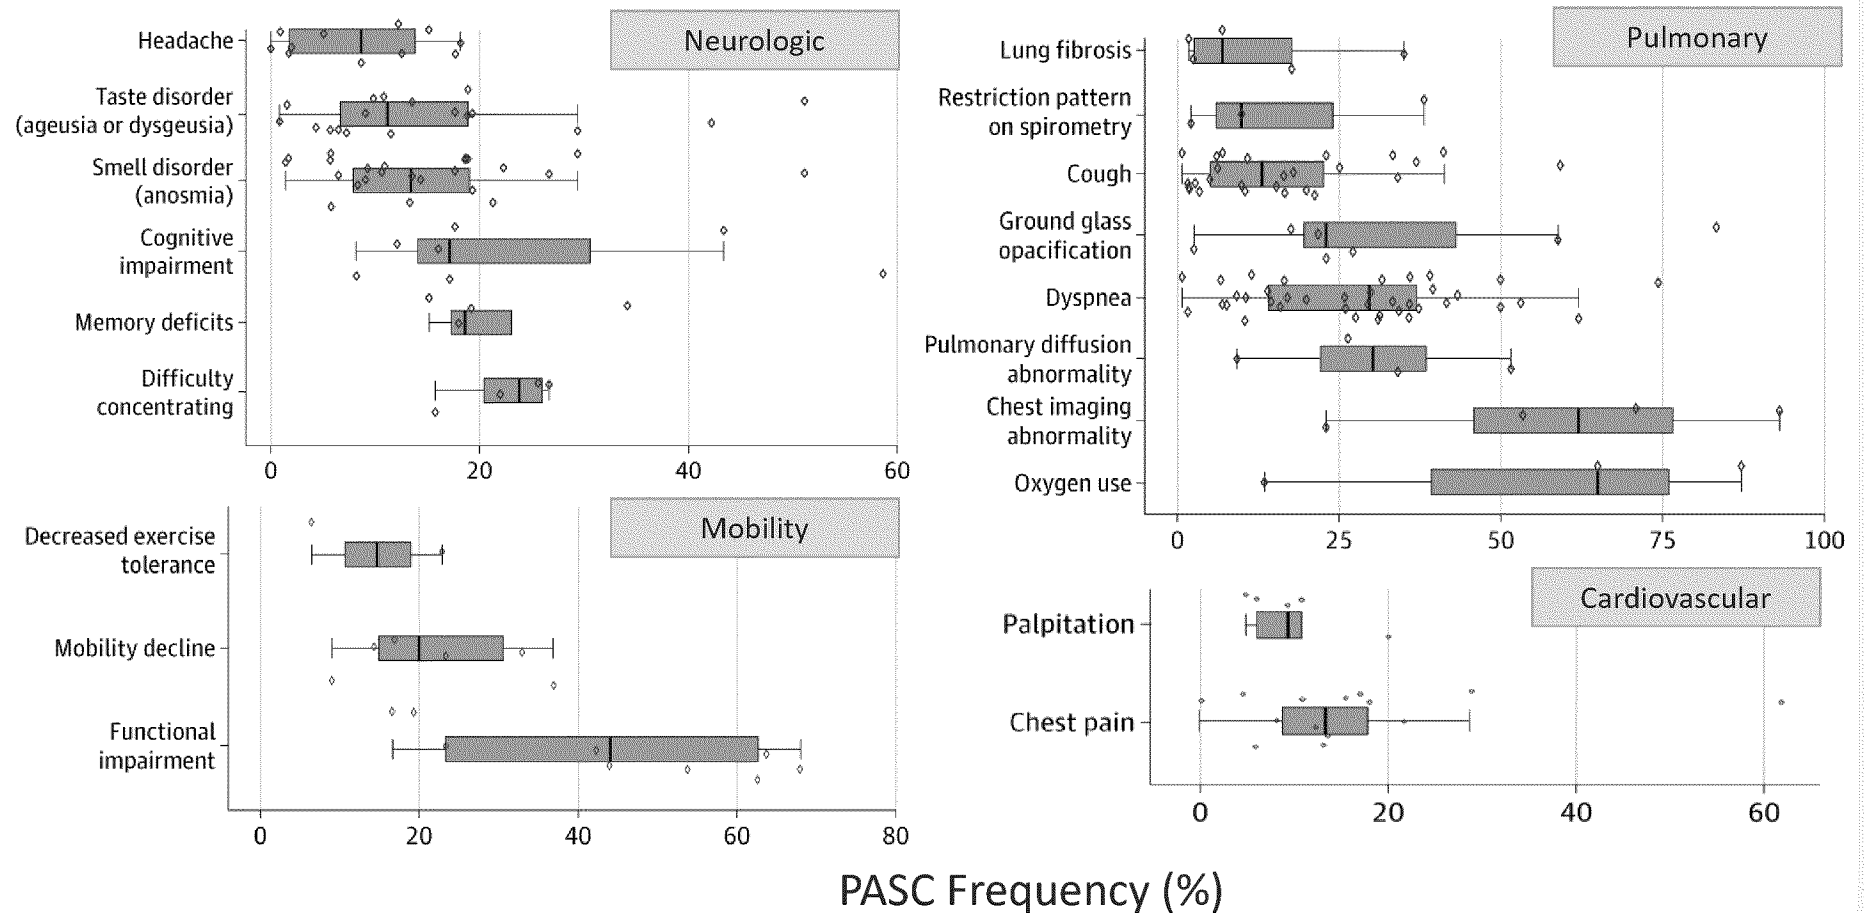 Neurologic
Headache
Taste disorder
(ageusia or dysgeusia)
Smell disorder
(anosmia)
Cognitive
impairment
Memory deficits
Difficulty
concentrating
0 20 40 60
Mobility
Decreased exercise
tolerance
Mobility decline
Functional
impairment
0 20 40 60 80
Pulmonary
Lung fibrosis
Restriction pattern
on spirometry
Cough
Ground glass
opacification
Dyspnea
Pulmonary diffusion
abnormality
Chest imaging
abnormality
Oxygen use
0 25 50 75 100
Cardiovascular
Palpitation
Chest pain
0 20 40 60
PASC Frequency (%)